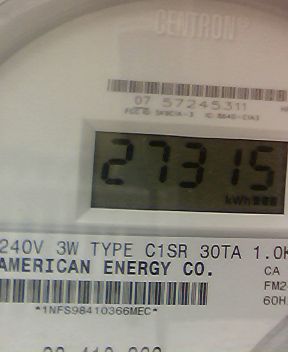 CENTRON®
07 57245311
27315
kWh
240V 3W TYPE C1SR 30TA 1.0K
AMERICAN ENERGY CO.
CA
FM2
60H
*1NFS98410366MEC*